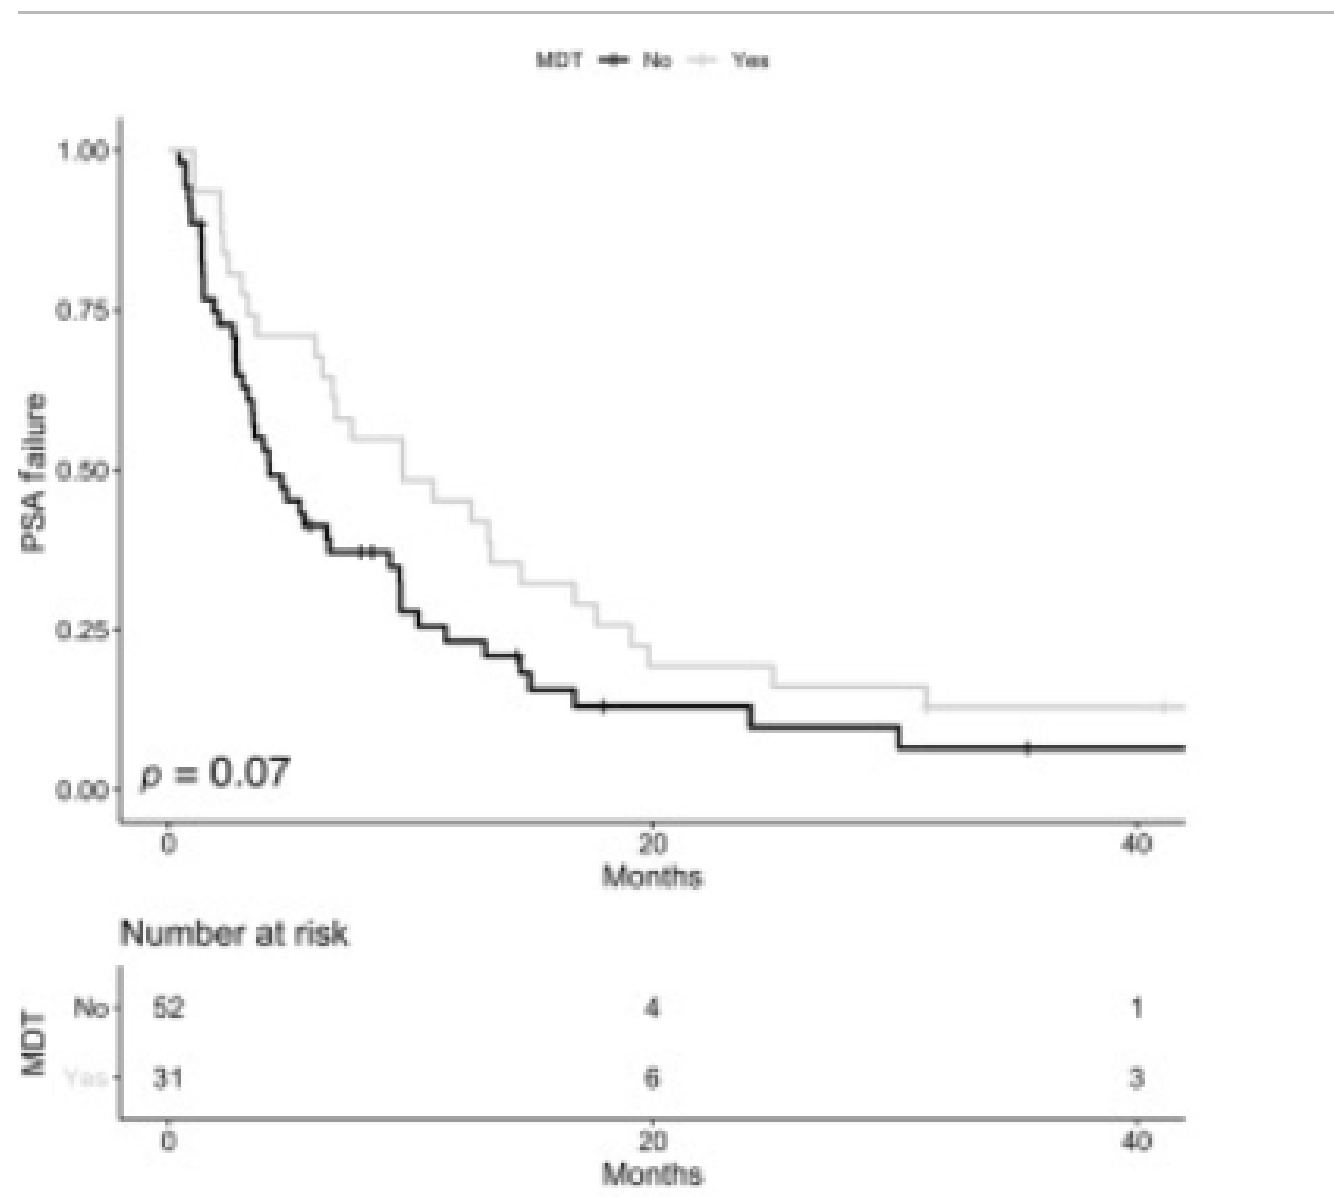 MDT No Yes
1.00
0.75
0.50
0.25
0.00
PSA failure
p = 0.07
0 20 40
Months
Number at risk
MDT
No 52 4 1
Yes 31 6 3
0 20 40
Months